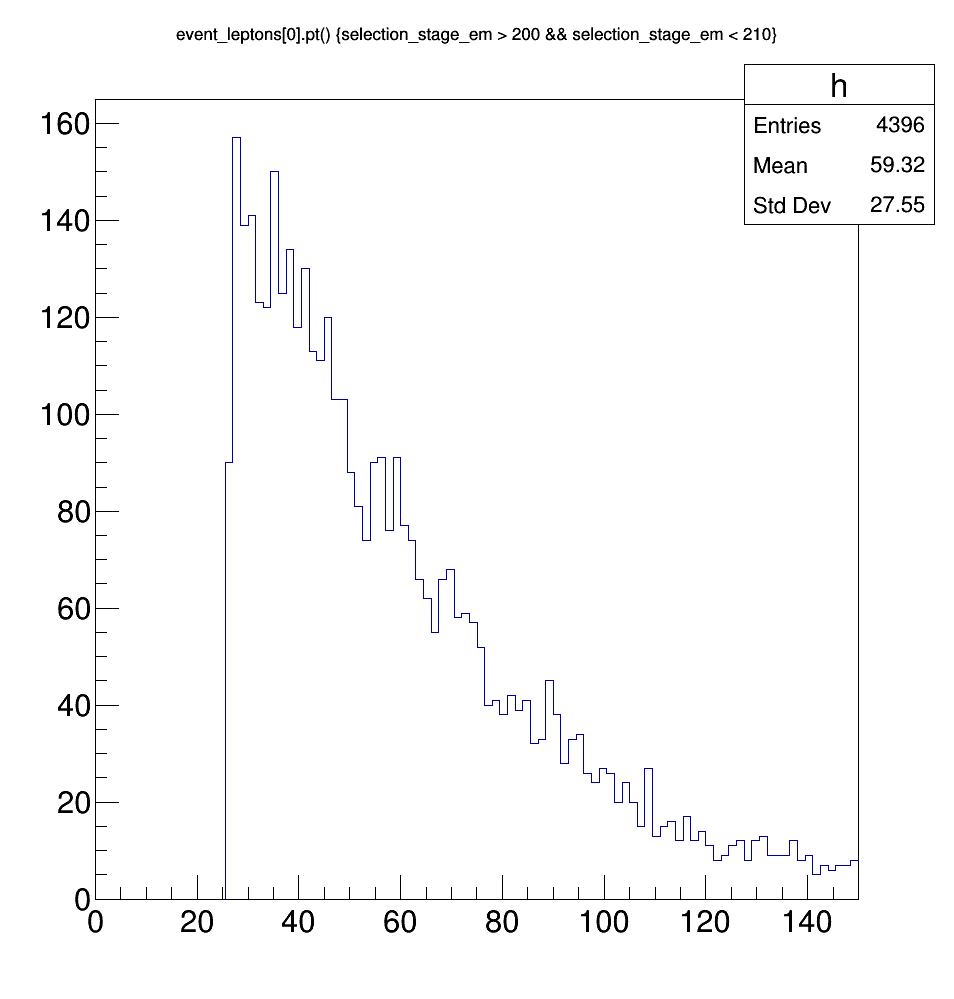 event_leptons[0].pt() {selection_stage_em > 200 && selection_stage_em < 210}
h
Entries 4396
Mean 59.32
Std Dev 27.55
160
140
120
100
80
60
40
20
0
0 20 40 60 80 100 120 140